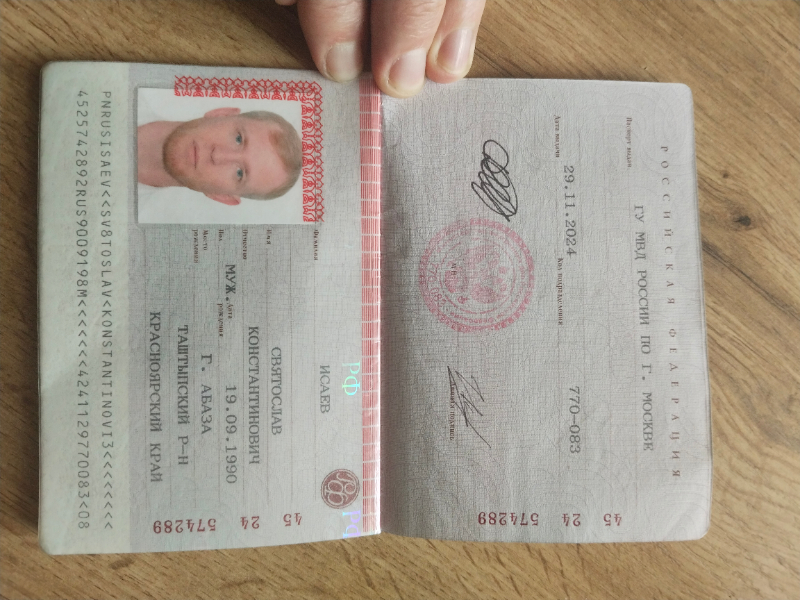 РОССИЙСКАЯ ФЕДЕРАЦИЯ
Паспорт выдан
ГУ МВД РОССИИ ПО Г. МОСКВЕ
Дата выдачи
29.11.2024
Код подразделения
770-083
Личная подпись
45 24 574289
РФ
РФ
Фамилия
ИСАЕВ
Имя
СВЯТОСЛАВ
Отчество
КОНСТАНТИНОВИЧ
Пол
МУЖ.
Дата рождения
19.09.1990
Место рождения
Г. АБАЗА
ТАШТЫПСКИЙ Р-Н
КРАСНОЯРСКИЙ КРАЙ
45 24 574289
PNRUSISAEV<<SV8TOSLAV<KONSTANTINOVI3<<<<<<<
4525742892RUS9009198M<<<<<<<4241129770083<08